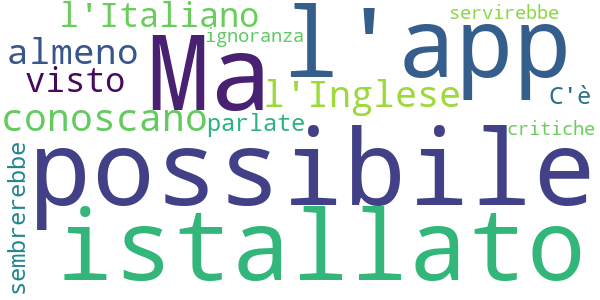 l'Italiano
servirebbe
l'app
ignoranza
almeno
Ma
visto
l'Inglese
C'è
conoscano
parlate
critiche
possibile
sembrerebbe
istallato